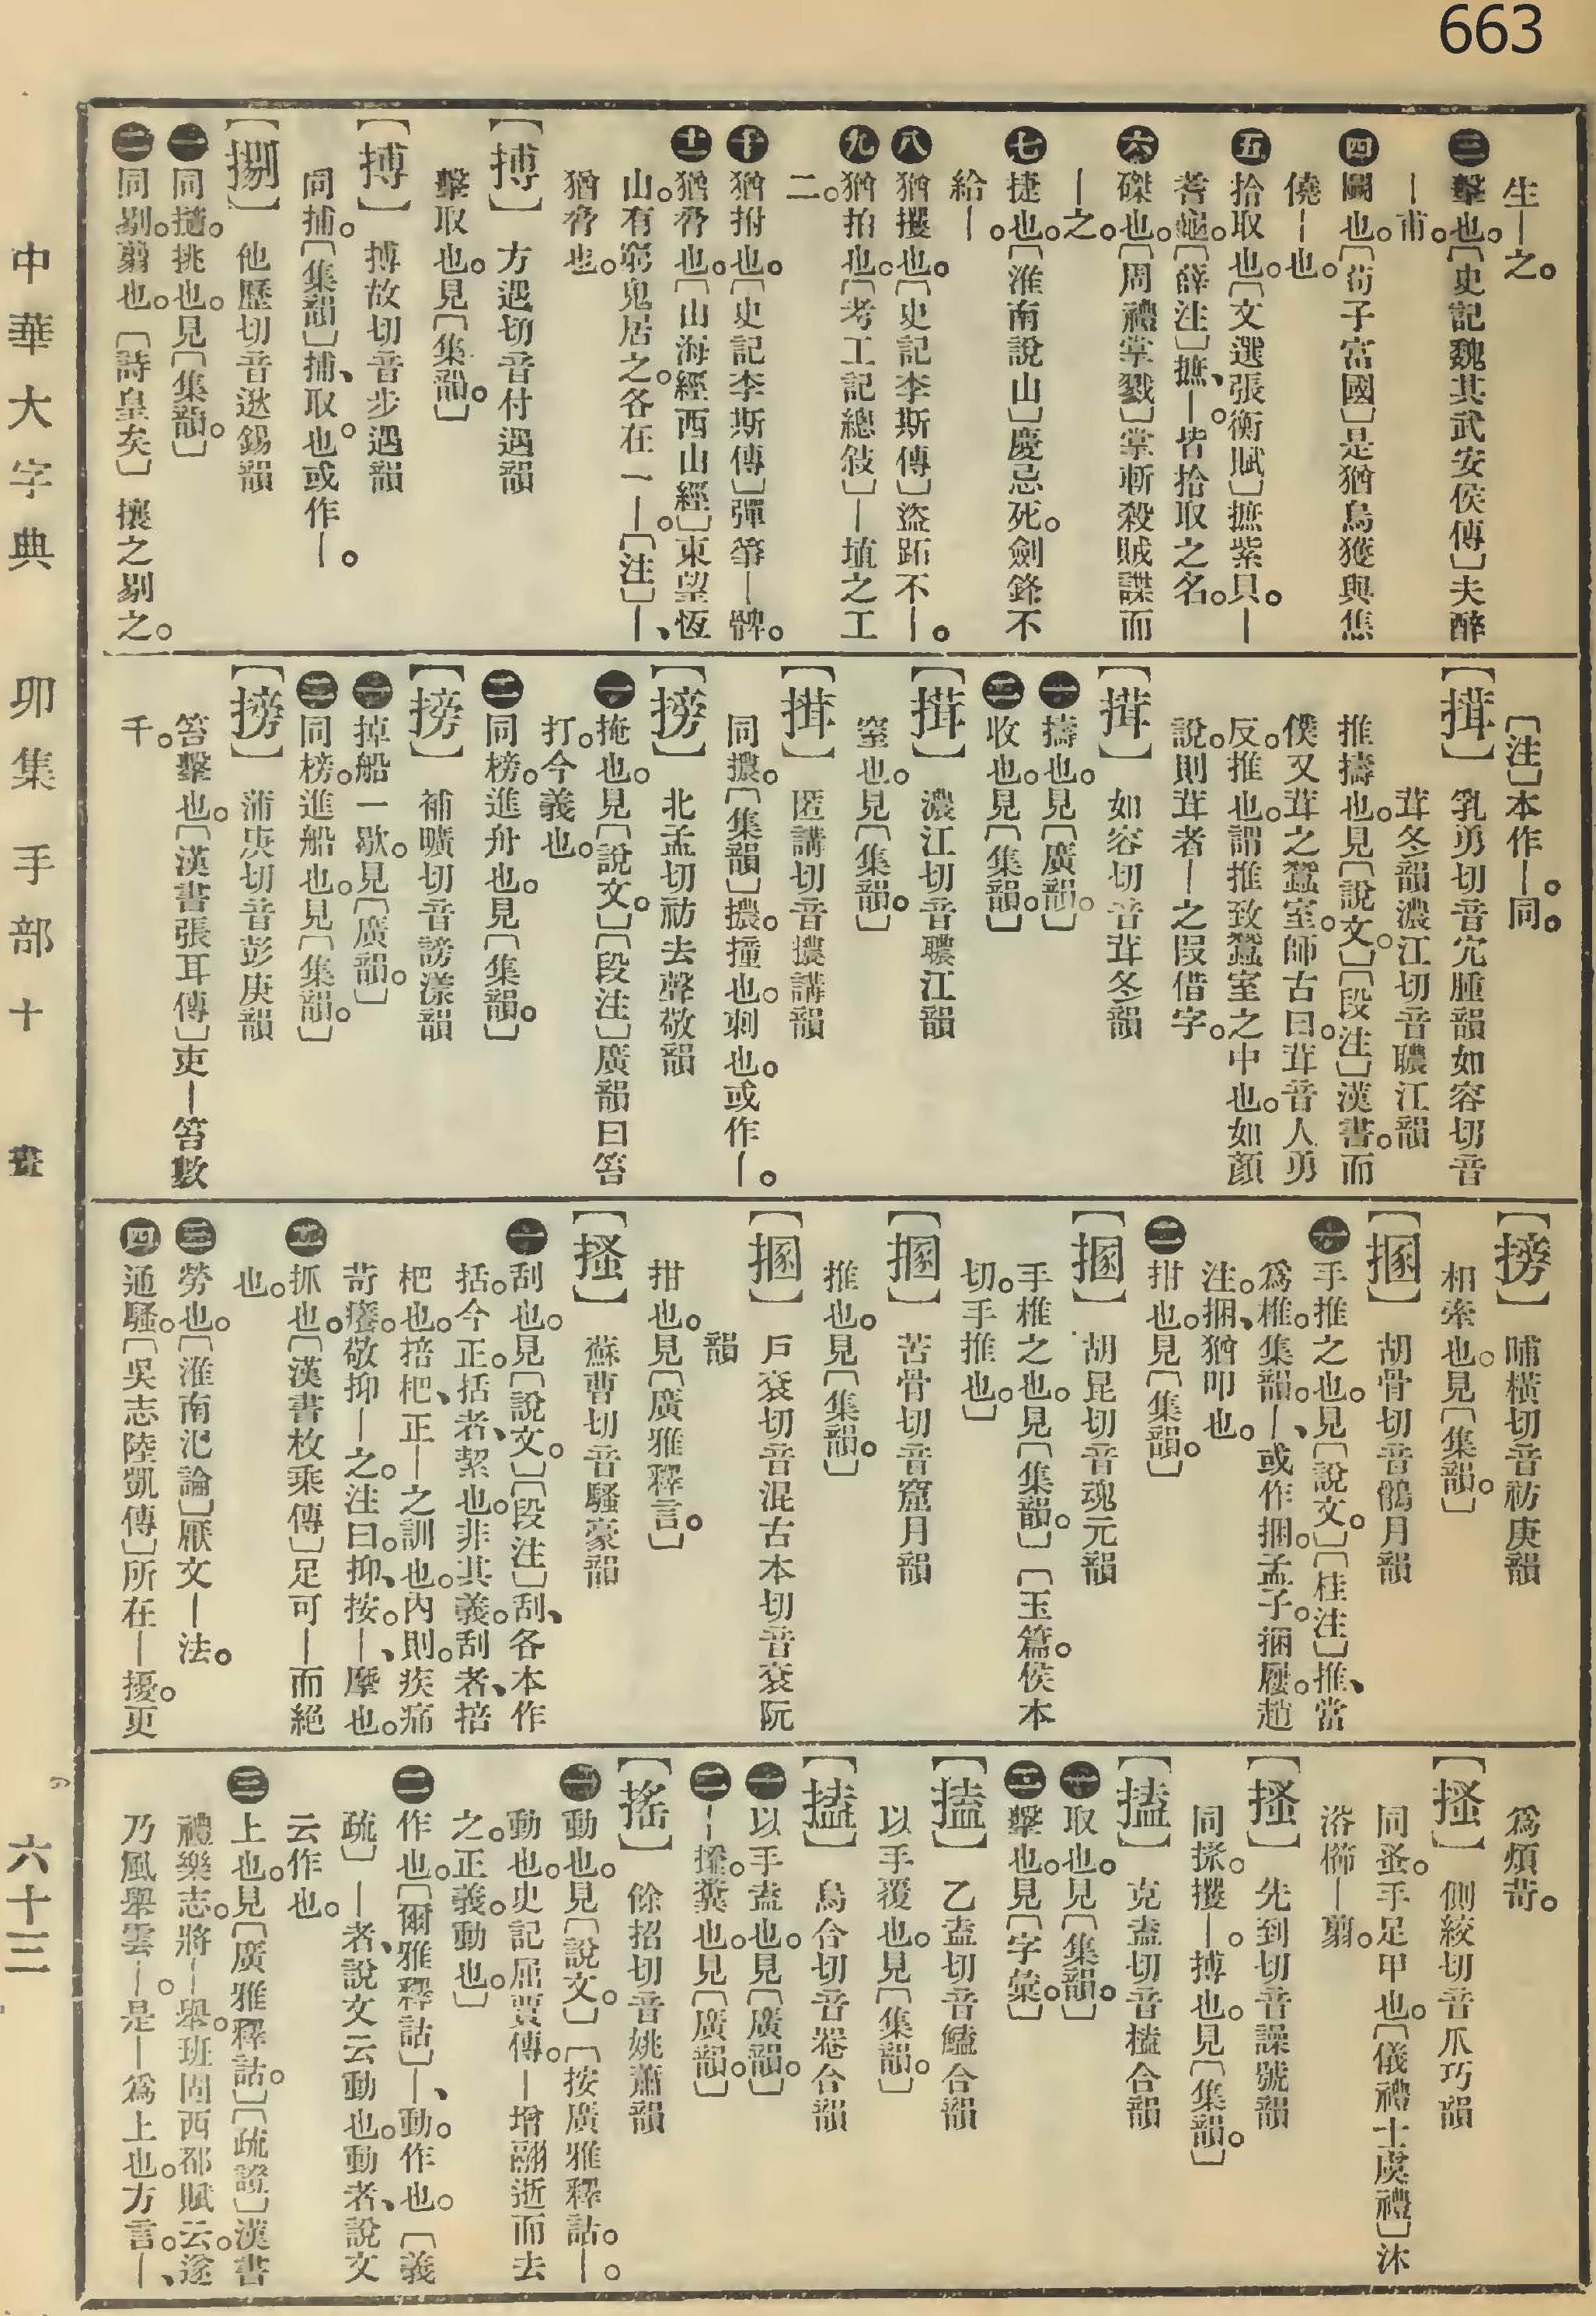 663
生—之。
㊂擊也。〔史記魏其武安侯傳〕夫醉
—甫。
㊃鬭也。〔荀子富國〕是猶烏獲與焦
僥—也。
㊄拾取也。〔文選張衡賦〕摭紫貝。—
耆龜。〔薛注〕摭、—。皆拾取之名。
㊅磔也。〔周禮掌戮〕掌斬殺賊諜而
—之。
㊆捷也。〔淮南說山〕慶忌死。劍鋒不
給—。
㊇猶攫也。〔史記李斯傳〕盜跖不—。
㊈猶拍也。〔考工記總敍〕—埴之工
二。
㊉猶拊也。〔史記李斯傳〕彈箏—髀。
十一猶脅也。〔山海經西山經〕東望恆
山。有窮鬼居之。各在一—。〔注〕—、
猶脅也。
〔搏〕 方遇切音付遇韻
擊取也。見〔集韻。〕
〔搏〕 搏故切音步遇韻
同捕。〔集韻〕捕、取也。或作—。
〔捌〕 他歷切音逖錫韻
㊀同擿。挑也。見〔集韻。〕
㊁同剔。翦也。〔詩皇矣〕攘之剔之。
〔注〕本作—。同。
〔搑〕 乳勇切音宂腫韻如容切音
茸冬韻濃江切音聸江韻
推擣也。見〔說文。〕〔段注〕漢書。而
僕又茸之蠶室。師古曰。茸音人勇
反。推也。謂推致蠶室之中也。如顏
說。則茸者—之叚借字。
〔搑〕 如容切音茸冬韻
㊀擣也。見〔廣韻。〕
㊁收也。見〔集韻。〕
〔搑〕 濃江切音聸江韻
窒也。見〔集韻。〕
〔搑〕 匿講切音擃講韻
同擃。〔集韻〕擃。撞也。刺也。或作—。
〔搒〕 北孟切祊去聲敬韻
㊀掩也。見〔說文。〕〔段注〕廣韻曰笞
打。今義也。
㊁同榜。進舟也。見〔集韻。〕
〔搒〕 補曠切音謗漾韻
㊀掉船一歇。見〔廣韻。〕
㊁同榜。進船也。見〔集韻。〕
〔搒〕 蒲庚切音彭庚韻
笞擊也。〔漢書張耳傳〕吏—笞數
千。
〔搒〕 晡橫切音祊庚韻
相牽也。見〔集韻。〕
〔掴〕 胡骨切音鶻月韻
㊀手推之也。見〔說文。〕〔桂注〕推、當
爲椎。集韻。—、或作捆。孟子。捆屨。趙
注。捆、猶叩也。
㊁㧒也。見〔集韻。〕
〔掴〕 胡昆切音魂元韻
手椎之也。見〔集韻。〕〔玉篇。侯本
切。手推也。〕
〔掴〕 苦骨切音窟月韻
推也。見〔集韻。〕
〔掴〕 戶袞切音混古本切音袞阮
韻
㧒也。見〔廣雅釋言。〕
〔搔〕 蘇曹切音騷豪韻
㊀刮也。見〔說文。〕〔段注〕刮、各本作
括。今正。括者、絜也。非其義。刮者、掊
杷也。掊杷、正—之訓也。內則。疾痛
苛癢。敬抑—之。注曰。抑、按。—、摩也。
㊁抓也。〔漢書枚乘傳〕足可—而絕
也。
㊂勞也。〔淮南氾論〕厭文—法。
㊃通騷。〔吳志陸凱傳〕所在—擾。更
爲煩苛。
〔搔〕 側絞切音爪巧韻
同蚤。手足甲也。〔儀禮士虞禮〕沐
浴櫛—翦。
〔搔〕 先到切音譟號韻
同㨱。㩴—。搏也。見〔集韻。〕
〔搕〕 克盍切音榼合韻
㊀取也。見〔集韻。〕
㊁擊也。見〔字彙。〕
〔搕〕 乙盍切音鰪合韻
以手覆也。見〔集韻。〕
〔搕〕 烏合切音罨合韻
㊀以手盍也。見〔廣韻。〕
㊁—㩉。糞也。見〔廣韻。〕
〔搖〕 餘招切音姚蕭韻
㊀動也。見〔說文。〕〔按廣雅釋詁。—。
動也。史記屈賈傳。—增翮逝而去
之。正義。動也。〕
㊁作也。〔爾雅釋詁〕—、動。作也。〔義
疏〕—者、說文云動也。動者、說文
云作也。
㊂上也。見〔廣雅釋詁。〕〔疏證〕漢書
禮樂志。將—舉。班固西都賦云。遂
乃風舉雲—。是—爲上也。方言。—、
中華大字典 卯集 手部 十 畫
六十三